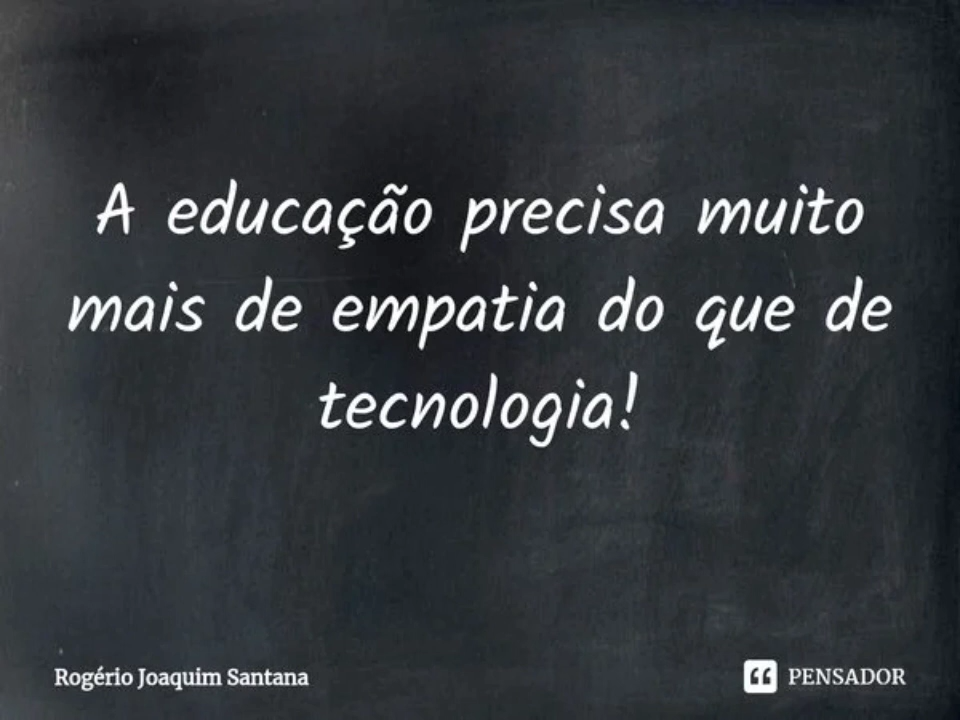 A educação precisa muito
mais de empatia do que de
tecnologia!
Rogério Joaquim Santana
PENSADOR